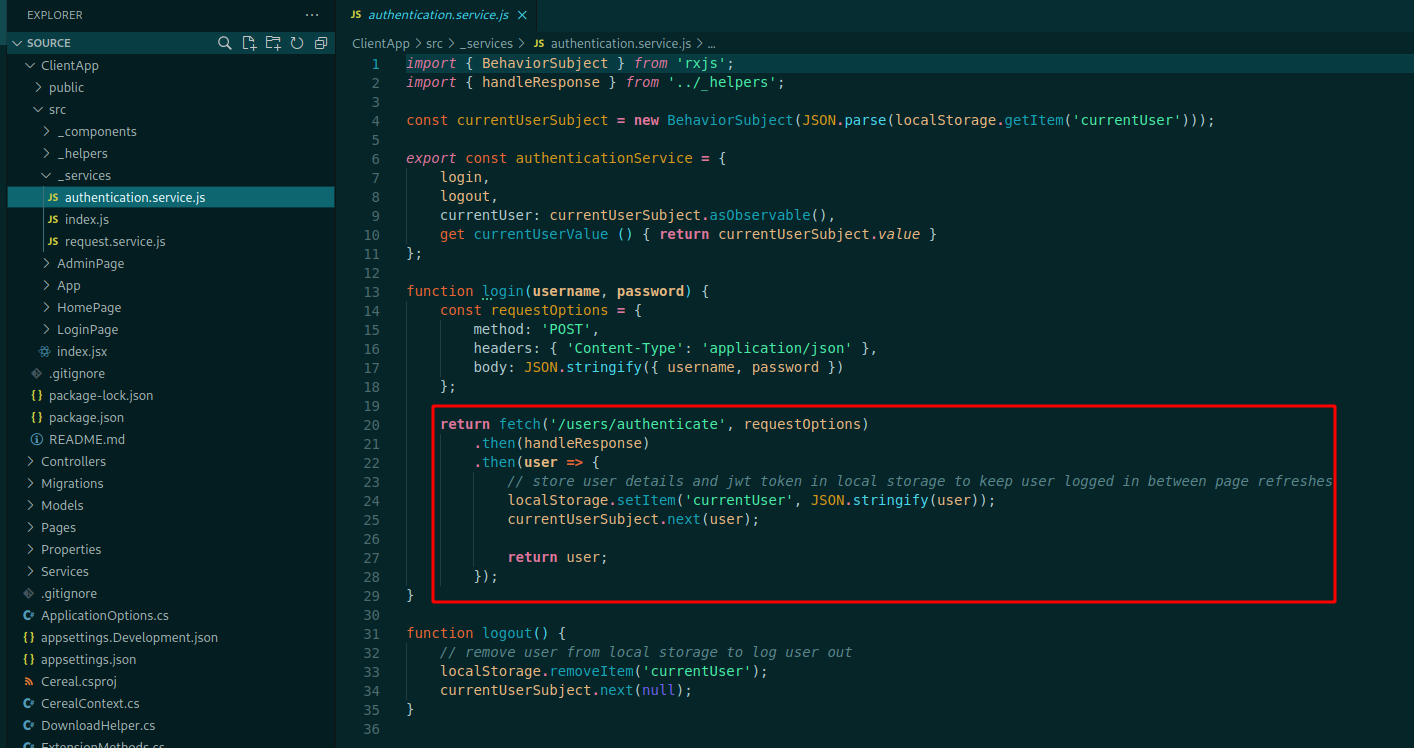 EXPLORER
SOURCE
ClientApp
public
src
_components
_helpers
_services
JS authentication.service.js
JS index.js
JS request.service.js
AdminPage
App
HomePage
LoginPage
index.jsx
.gitignore
{} package-lock.json
{} package.json
README.md
Controllers
Migrations
Models
Pages
Properties
Services
.gitignore
C# ApplicationOptions.cs
{} appsettings.Development.json
{} appsettings.json
Cereal.csproj
C# CerealContext.cs
C# DownloadHelper.cs
C# ExtensionMethods.cs
JS authentication.service.js
ClientApp > src > _services > JS authentication.service.js > ...
1 import { BehaviorSubject } from 'rxjs';
2 import { handleResponse } from '../_helpers';
3
4 const currentUserSubject = new BehaviorSubject(JSON.parse(localStorage.getItem('currentUser')));
5
6 export const authenticationService = {
7 login,
8 logout,
9 currentUser: currentUserSubject.asObservable(),
10 get currentUserValue () { return currentUserSubject.value }
11 };
12
13 function login(username, password) {
14 const requestOptions = {
15 method: 'POST',
16 headers: { 'Content-Type': 'application/json' },
17 body: JSON.stringify({ username, password })
18 };
19
20 return fetch('/users/authenticate', requestOptions)
21 .then(handleResponse)
22 .then(user => {
23 // store user details and jwt token in local storage to keep user logged in between page refreshes
24 localStorage.setItem('currentUser', JSON.stringify(user));
25 currentUserSubject.next(user);
26
27 return user;
28 });
29 }
30
31 function logout() {
32 // remove user from local storage to log user out
33 localStorage.removeItem('currentUser');
34 currentUserSubject.next(null);
35 }
36